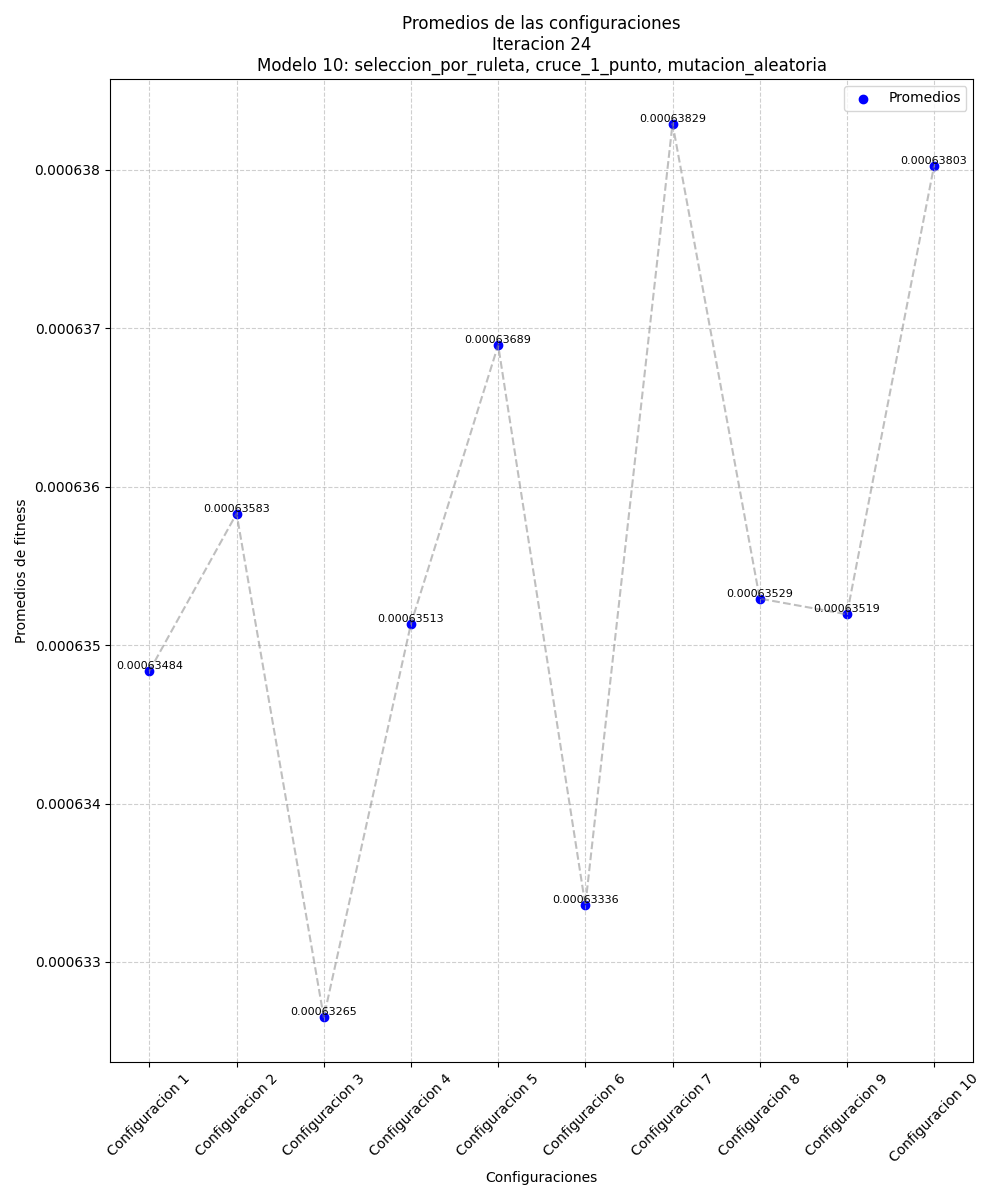 Promedios de las configuraciones
Iteracion 24
Modelo 10: seleccion_por_ruleta, cruce_1_punto, mutacion_aleatoria
Promedios
0.00063829
0.00063803
0.000638
0.000637
0.00063689
0.000636
0.00063583
0.00063529
0.00063519
0.00063513
0.000635
0.00063484
0.000634
0.00063336
0.000633
0.00063265
Promedios de fitness
Configuracion 1
Configuracion 2
Configuracion 3
Configuracion 4
Configuracion 5
Configuracion 6
Configuracion 7
Configuracion 8
Configuracion 9
Configuracion 10
Configuraciones